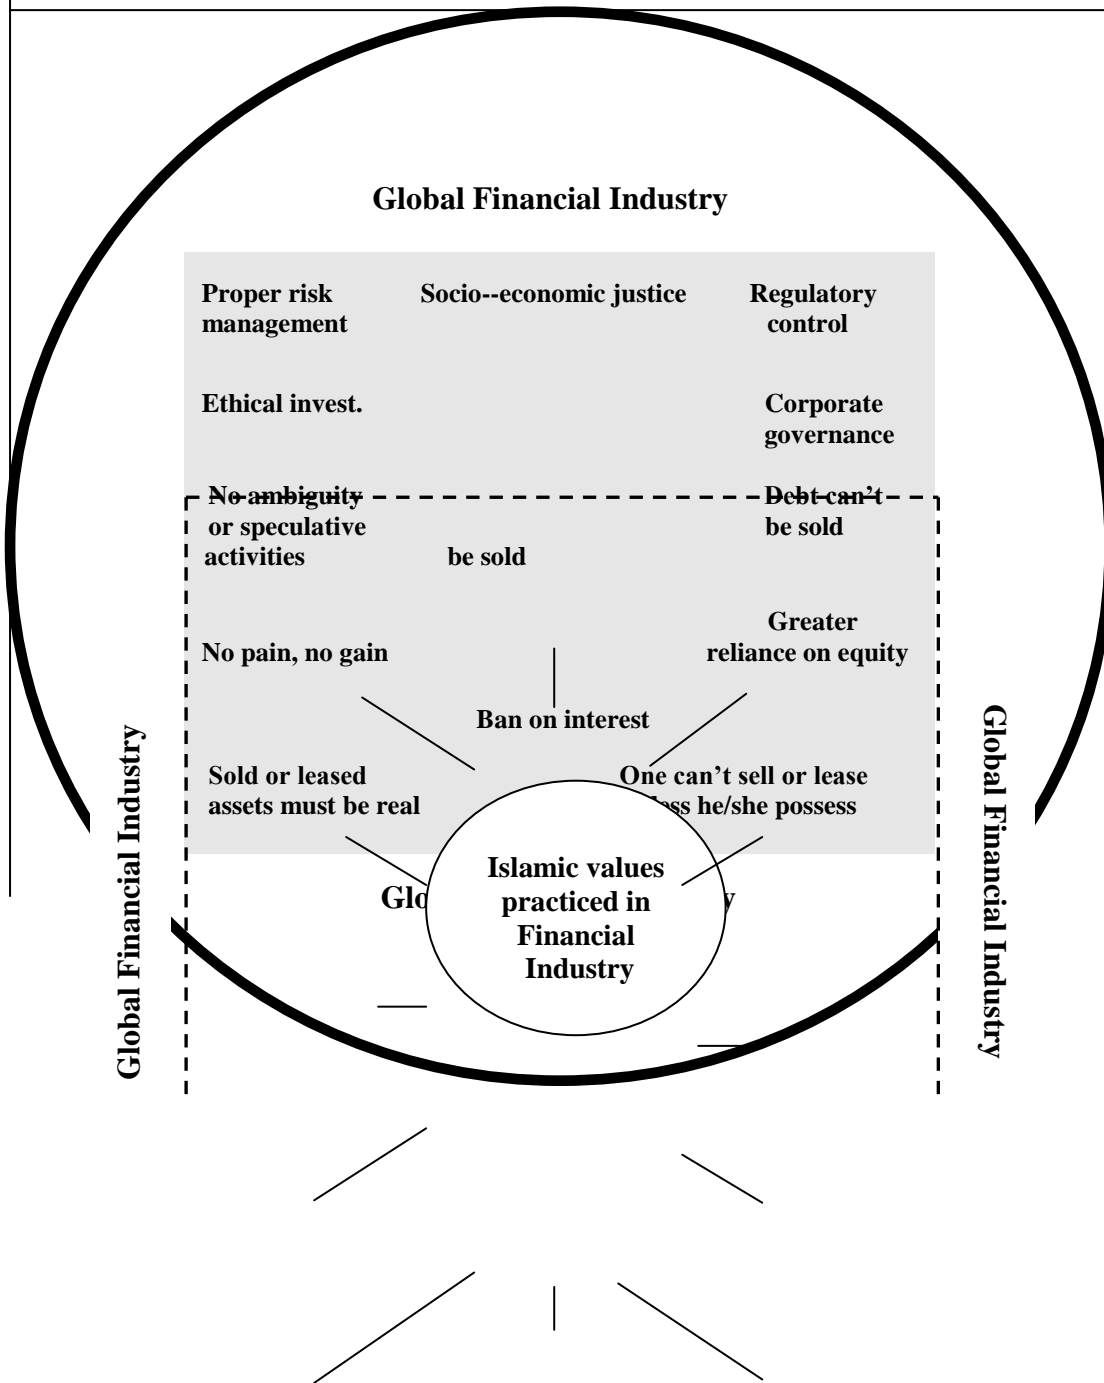 Global Financial Industry
Proper risk
management
Socio--economic justice
Regulatory
control
Ethical invest.
Corporate
governance
No ambiguity
or speculative
activities
be sold
Debt can’t
be sold
No pain, no gain
Greater
reliance on equity
Ban on interest
Sold or leased
assets must be real
One can’t sell or lease
he/she possess
Islamic values
practiced in
Financial
Industry
Global Financial Industry
Global Financial Industry